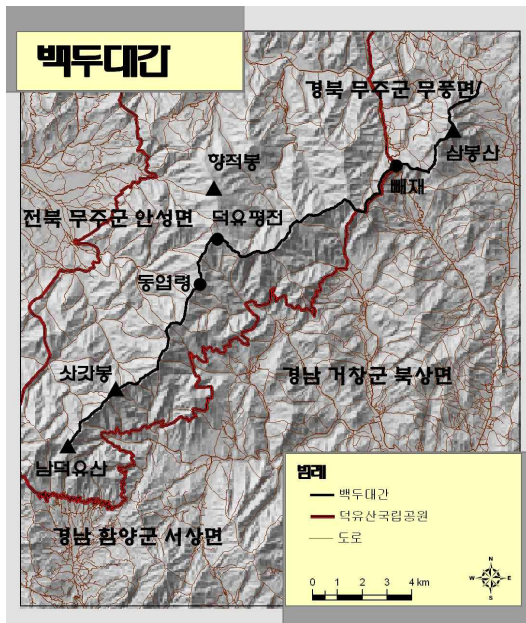 백두대간
경북 무주군 무풍면
삼봉산
빼재
향적봉
전북 무주군 안성면
덕유평전
동엽령
삿갓봉
경남 거창군 북상면
남덕유산
경남 함양군 서상면
범례
백두대간
덕유산국립공원
도로
N
W E
S
0 1 2 3 4 km